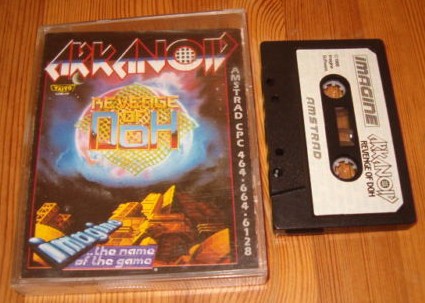 ARKANOID
TAITO
REVENGE
OF
DOH
AMSTRAD CPC 464·664·6128
imagine
...the name
of the game
IMAGINE
AMSTRAD
ARKANOID
REVENGE OF DOH